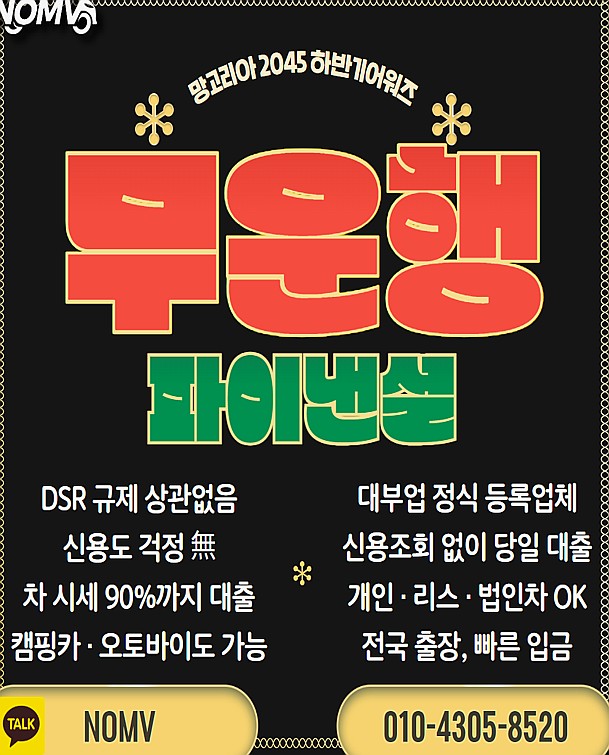 NOMV
망고리아 2045 하반기어워즈
무운행
파이낸셜
DSR 규제 상관없음
신용도 걱정 無
차 시세 90%까지 대출
캠핑카 · 오토바이도 가능
대부업 정식 등록업체
신용조회 없이 당일 대출
개인 · 리스 · 법인차 OK
전국 출장, 빠른 입금
TALK
NOMV
010-4305-8520